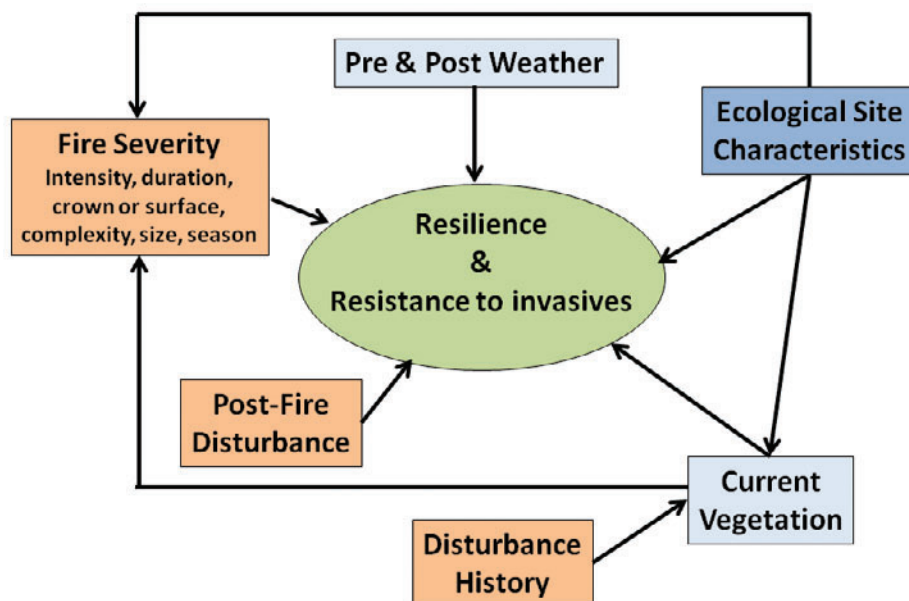 Pre & Post Weather
Ecological Site
Characteristics
Fire Severity
Intensity, duration,
crown or surface,
complexity, size, season
Resilience
&
Resistance to invasives
Post-Fire
Disturbance
Current
Vegetation
Disturbance
History